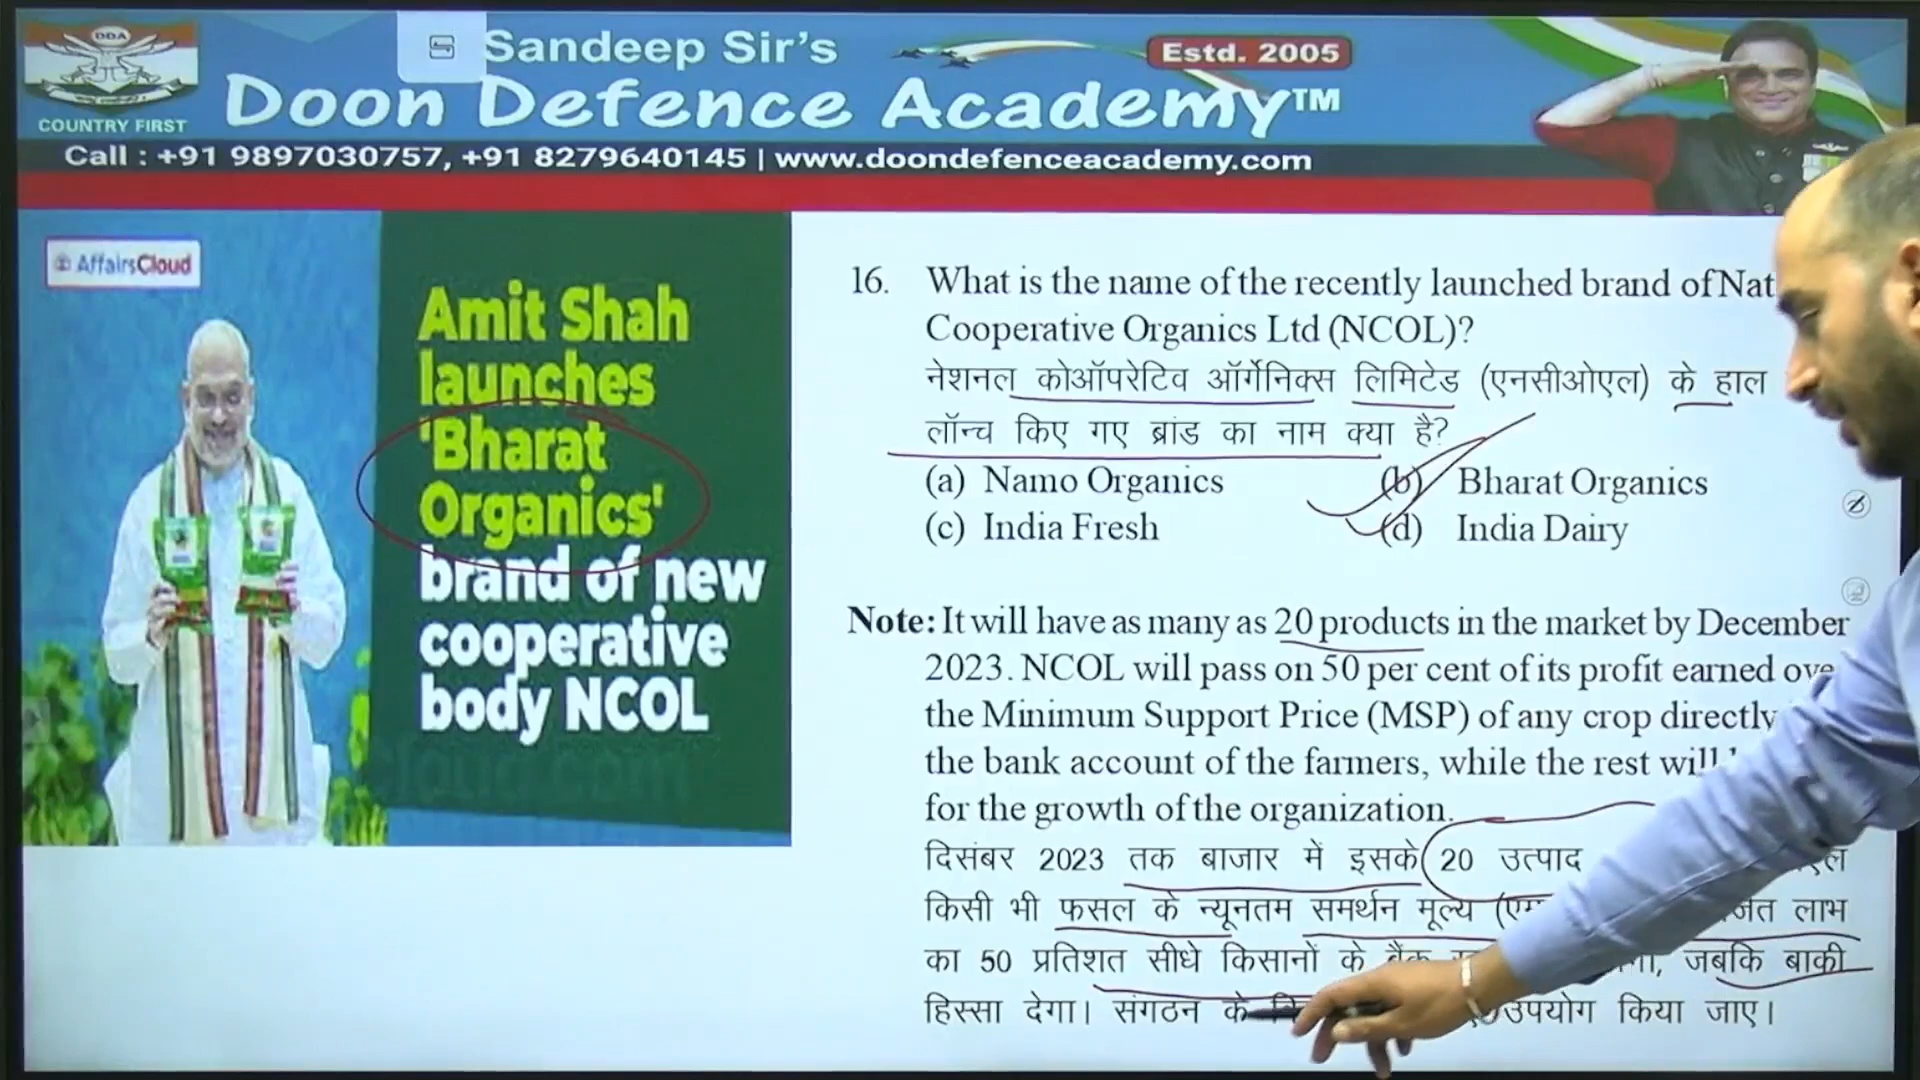 DDA
COUNTRY FIRST
Sandeep Sir's
Estd. 2005
Doon Defence Academy™
Call : +91 9897030757, +91 8279640145 | www.doondefenceacademy.com
AffairsCloud
Amit Shah
launches
'Bharat
Organics'
brand of new
cooperative
body NCOL
16. What is the name of the recently launched brand of Nat
Cooperative Organics Ltd (NCOL)?
नेशनल कोऑपरेटिव ऑर्गेनिक्स लिमिटेड (एनसीओएल) के हाल
लॉन्च किए गए ब्रांड का नाम क्या है?
(a) Namo Organics (b) Bharat Organics
(c) India Fresh (d) India Dairy
Note: It will have as many as 20 products in the market by December
2023. NCOL will pass on 50 per cent of its profit earned over
the Minimum Support Price (MSP) of any crop directly
the bank account of the farmers, while the rest will
for the growth of the organization.
दिसंबर 2023 तक बाजार में इसके 20 उत्पाद
किसी भी फसल के न्यूनतम समर्थन मूल्य लाभ
का 50 प्रतिशत सीधे किसानों के बैंक जबकि बाकी
हिस्सा देगा। संगठन के उपयोग किया जाए।